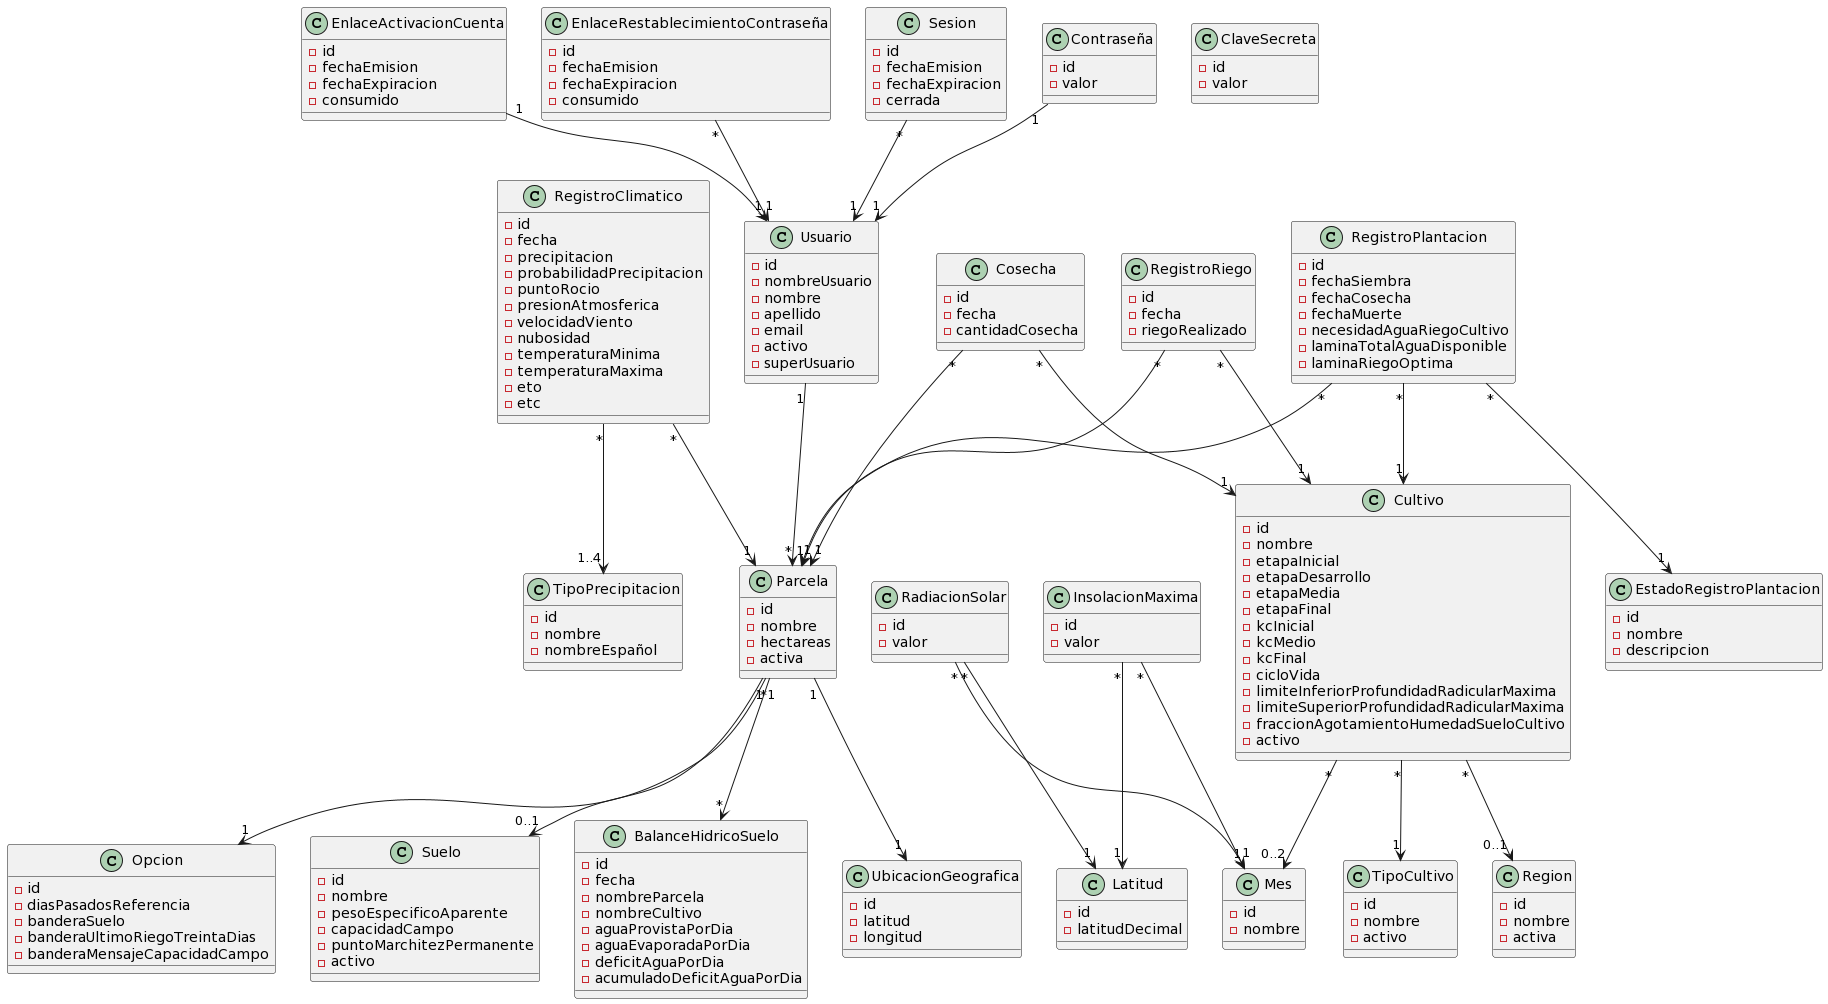 C EnlaceActivacionCuenta
id
fechaEmision
fechaExpiracion
consumido
C EnlaceRestablecimientoContraseña
id
fechaEmision
fechaExpiracion
consumido
C Sesion
id
fechaEmision
fechaExpiracion
cerrada
C Contraseña
id
valor
C ClaveSecreta
id
valor
1
*
*
1
1
1
1
1
C RegistroClimatico
id
fecha
precipitacion
probabilidadPrecipitacion
puntoRocio
presionAtmosferica
velocidadViento
nubosidad
temperaturaMinima
temperaturaMaxima
eto
etc
C Usuario
id
nombreUsuario
nombre
apellido
email
activo
superUsuario
C Cosecha
id
fecha
cantidadCosecha
C RegistroRiego
id
fecha
riegoRealizado
C RegistroPlantacion
id
fechaSiembra
fechaCosecha
fechaMuerte
necesidadAguaRiegoCultivo
laminaTotalAguaDisponible
laminaRiegoOptima
*
*
1
*
*
*
*
*
*
*
1..4
1
*
1
1
1
1
1
1
1
C TipoPrecipitacion
id
nombre
nombreEspañol
C Parcela
id
nombre
hectareas
activa
C RadiacionSolar
id
valor
C InsolacionMaxima
id
valor
C Cultivo
id
nombre
etapaInicial
etapaDesarrollo
etapaMedia
etapaFinal
kcInicial
kcMedio
kcFinal
cicloVida
limiteInferiorProfundidadRadicularMaxima
limiteSuperiorProfundidadRadicularMaxima
fraccionAgotamientoHumedadSueloCultivo
activo
C EstadoRegistroPlantacion
id
nombre
descripcion
1
*
1
1
*
*
*
*
*
*
*
1
0..1
*
1
1
1
1
1
0..2
1
0..1
C Opcion
id
diasPasadosReferencia
banderaSuelo
banderaUltimoRiegoTreintaDias
banderaMensajeCapacidadCampo
C Suelo
id
nombre
pesoEspecificoAparente
capacidadCampo
puntoMarchitezPermanente
activo
C BalanceHidricoSuelo
id
fecha
nombreParcela
nombreCultivo
aguaProvistaPorDia
aguaEvaporadaPorDia
deficitAguaPorDia
acumuladoDeficitAguaPorDia
C UbicacionGeografica
id
latitud
longitud
C Latitud
id
latitudDecimal
C Mes
id
nombre
C TipoCultivo
id
nombre
activo
C Region
id
nombre
activa